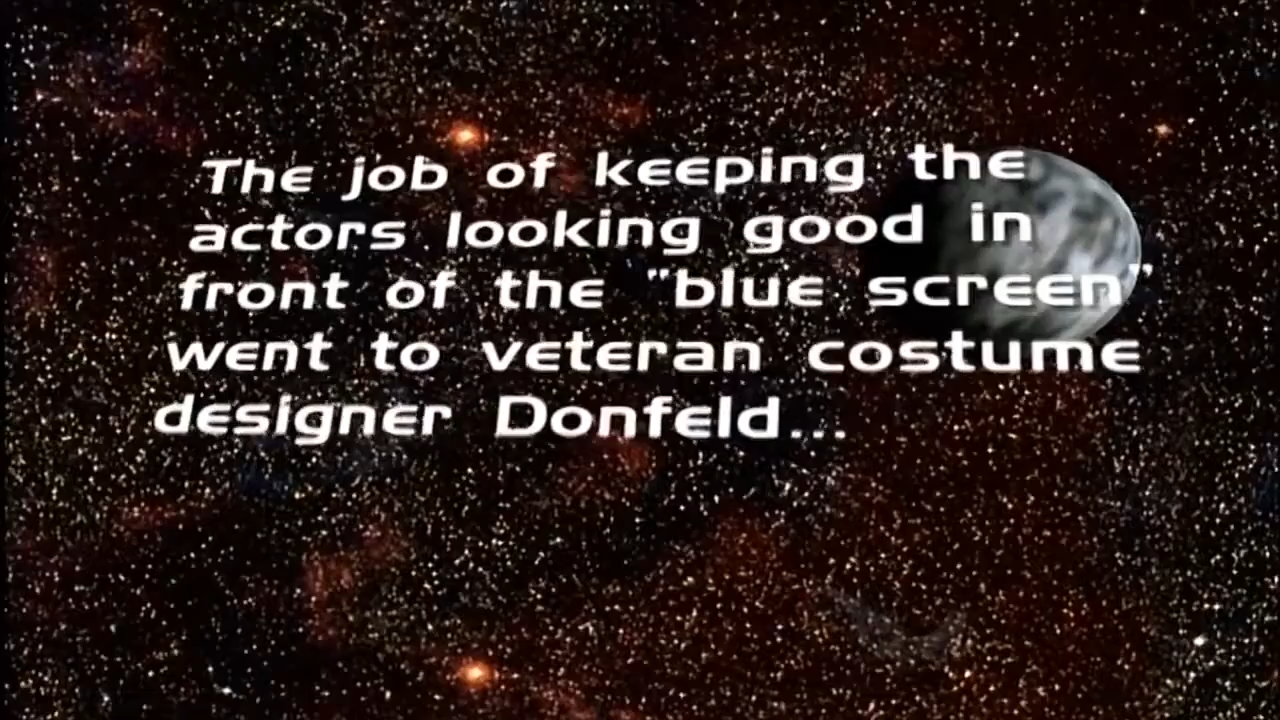 The job of keeping the
actors looking good in
front of the "blue screen"
went to veteran costume
designer Donfeld...